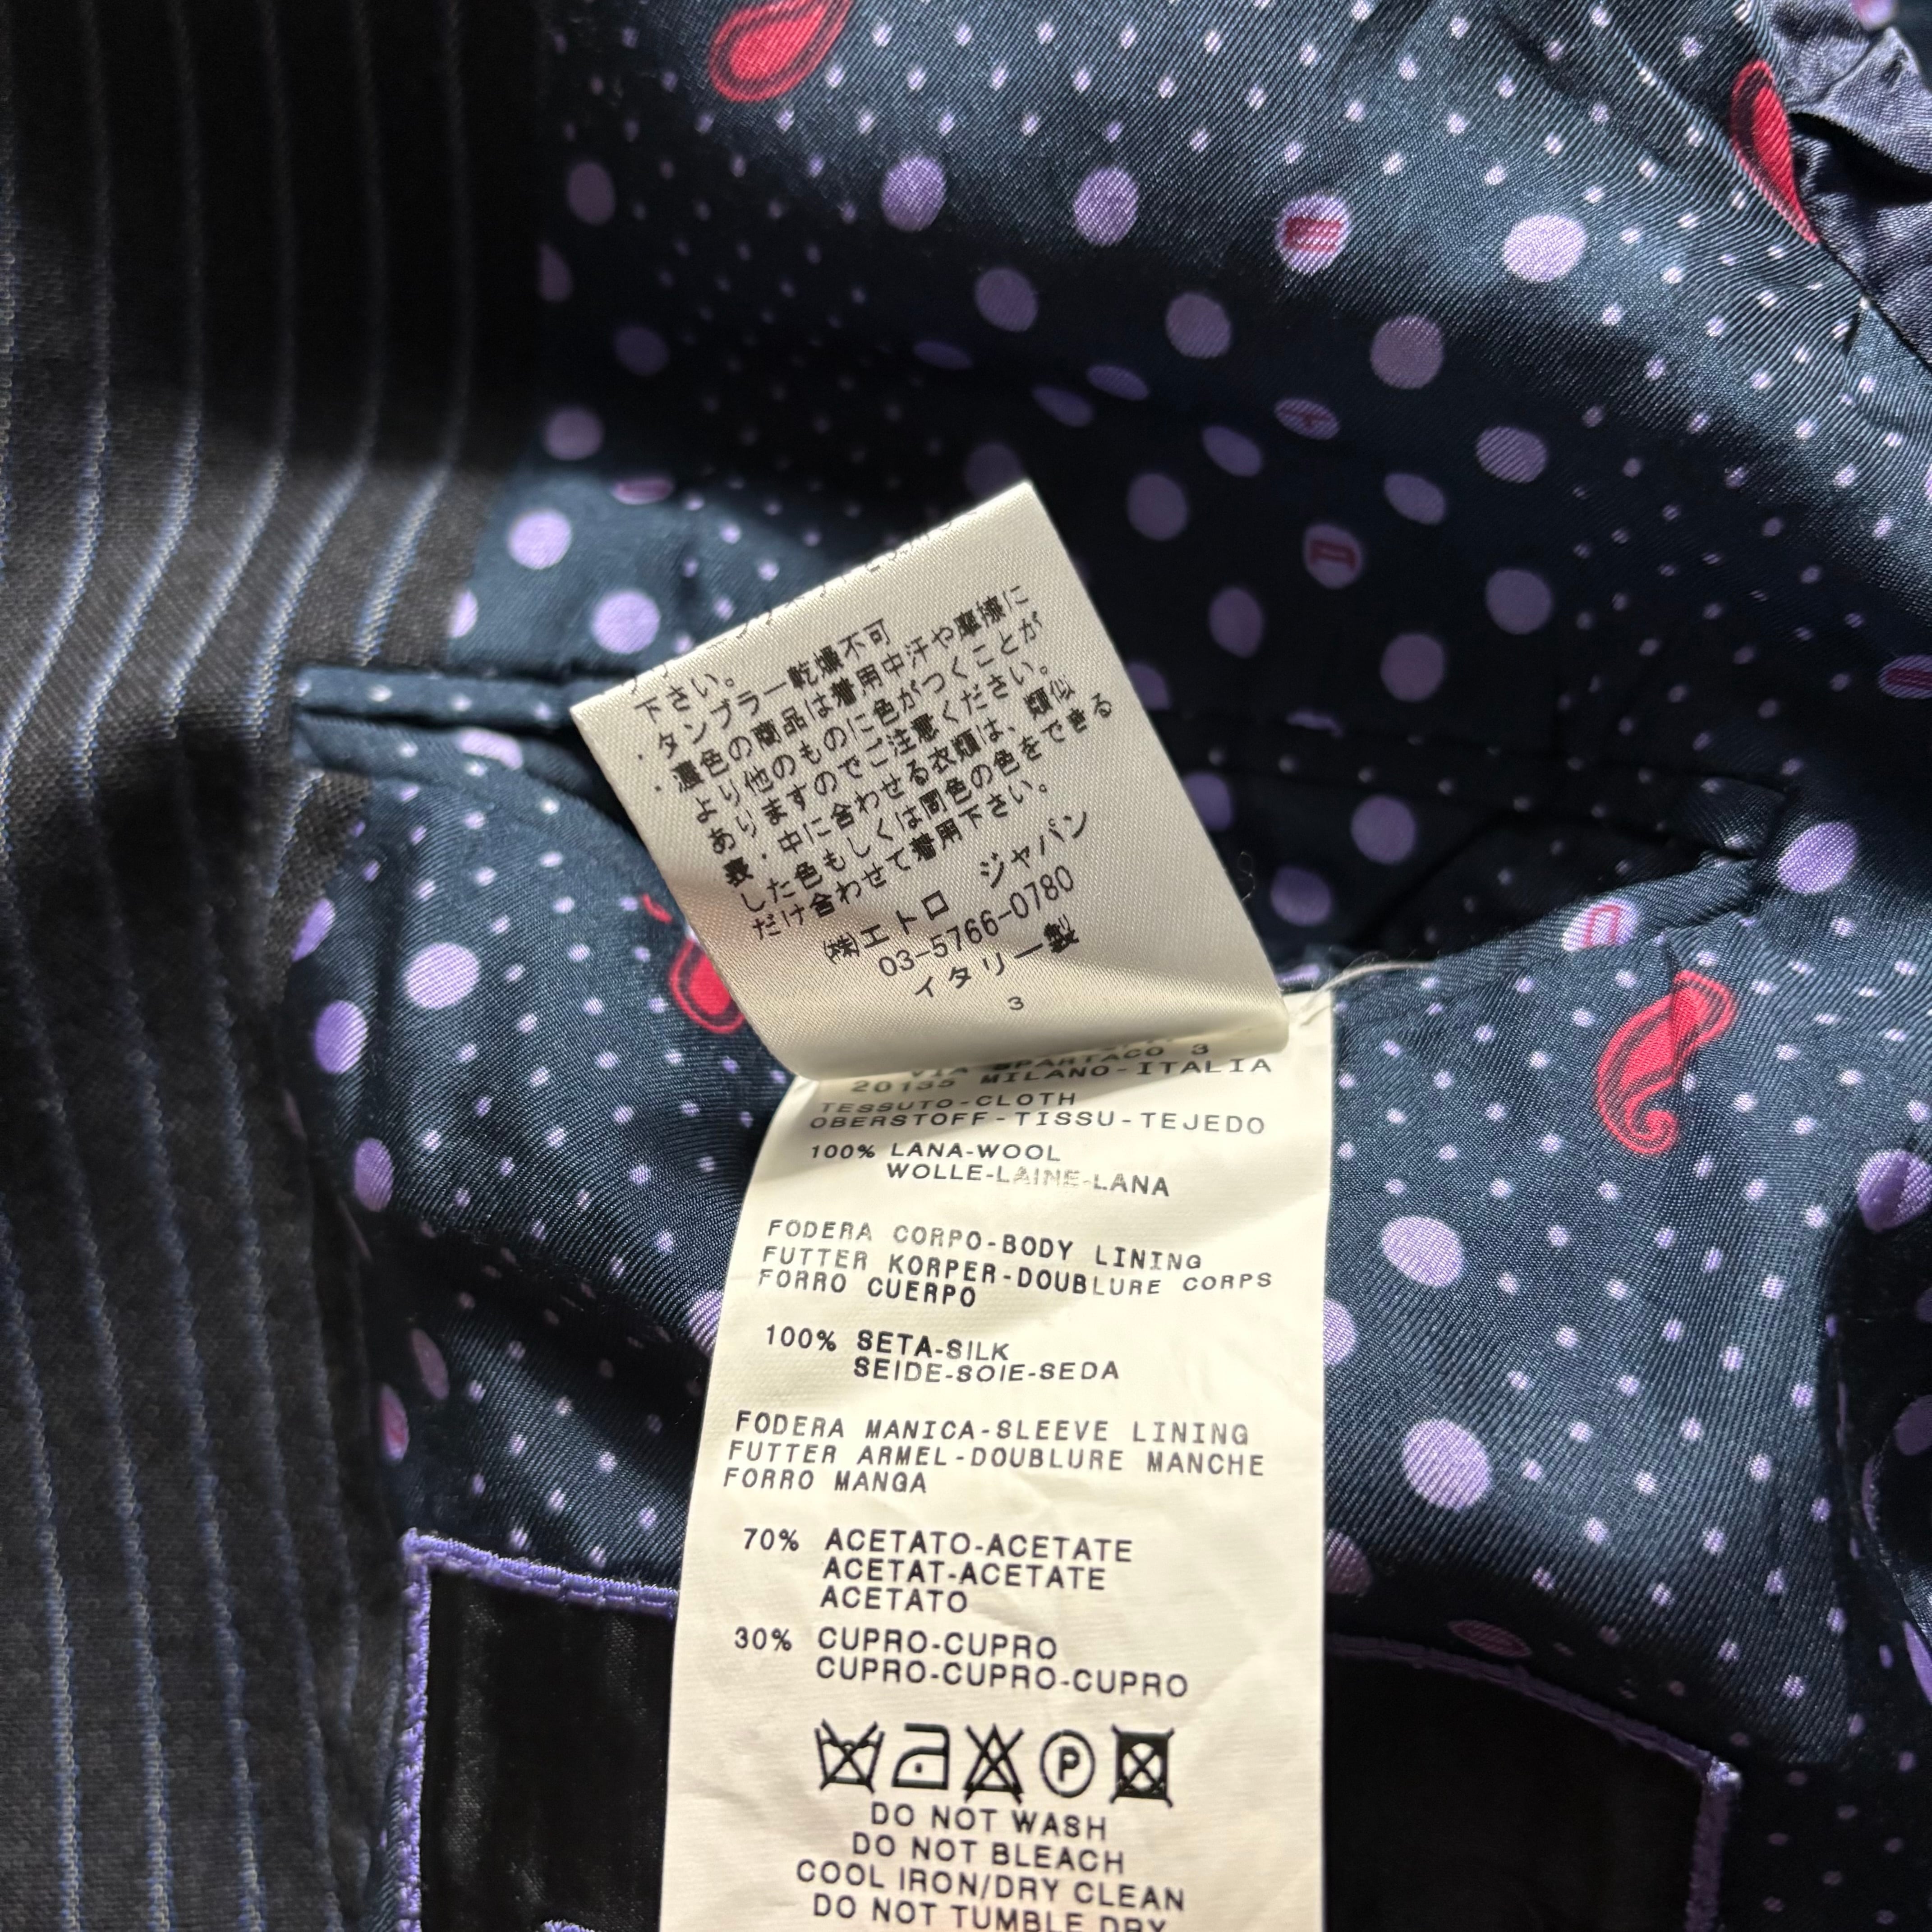 下さい。
・タンブラー乾燥不可
・濃色の商品は着用中汗や摩擦に
より他のものに色がつくことが
ありますのでご注意ください。
表・中に合わせる衣類は、類似
した色もしくは同色の色をできる
だけ合わせて着用下さい。
㈱エトロ ジャパン
03-5766-0780
イタリー製
3
VIA SPARTACO 3
20135 MILANO-ITALIA
TESSUTO-CLOTH
OBERSTOFF-TISSU-TEJEDO
100% LANA-WOOL
WOLLE-LAINE-LANA
FODERA CORPO-BODY LINING
FUTTER KORPER-DOUBLURE CORPS
FORRO CUERPO
100% SETA-SILK
SEIDE-SOIE-SEDA
FODERA MANICA-SLEEVE LINING
FUTTER ARMEL-DOUBLURE MANCHE
FORRO MANGA
70% ACETATO-ACETATE
ACETAT-ACETATE
ACETATO
30% CUPRO-CUPRO
CUPRO-CUPRO-CUPRO
P
DO NOT WASH
DO NOT BLEACH
COOL IRON/DRY CLEAN
DO NOT TUMBLE DRY